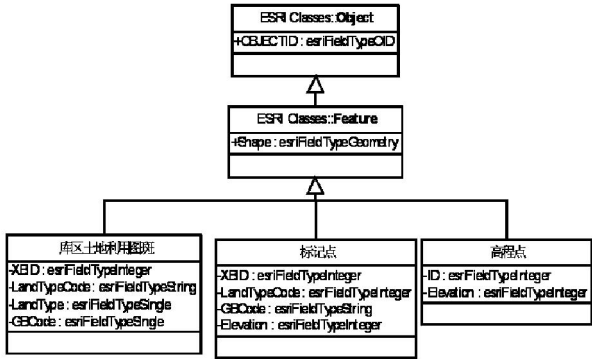 ESRI Classes::Object
+OBJECTID : esriFieldTypeOID
ESRI Classes::Feature
+Shape : esriFieldTypeGeometry
库区土地利用图斑
-XBID : esriFieldTypeInteger
-LandTypeCode : esriFieldTypeString
-LandType : esriFieldTypeSingle
-GBCode : esriFieldTypeSingle
标记点
-XBID : esriFieldTypeInteger
-LandTypeCode : esriFieldTypeInteger
-GBCode : esriFieldTypeString
-Elevation : esriFieldTypeInteger
高程点
-ID : esriFieldTypeInteger
-Elevation : esriFieldTypeInteger